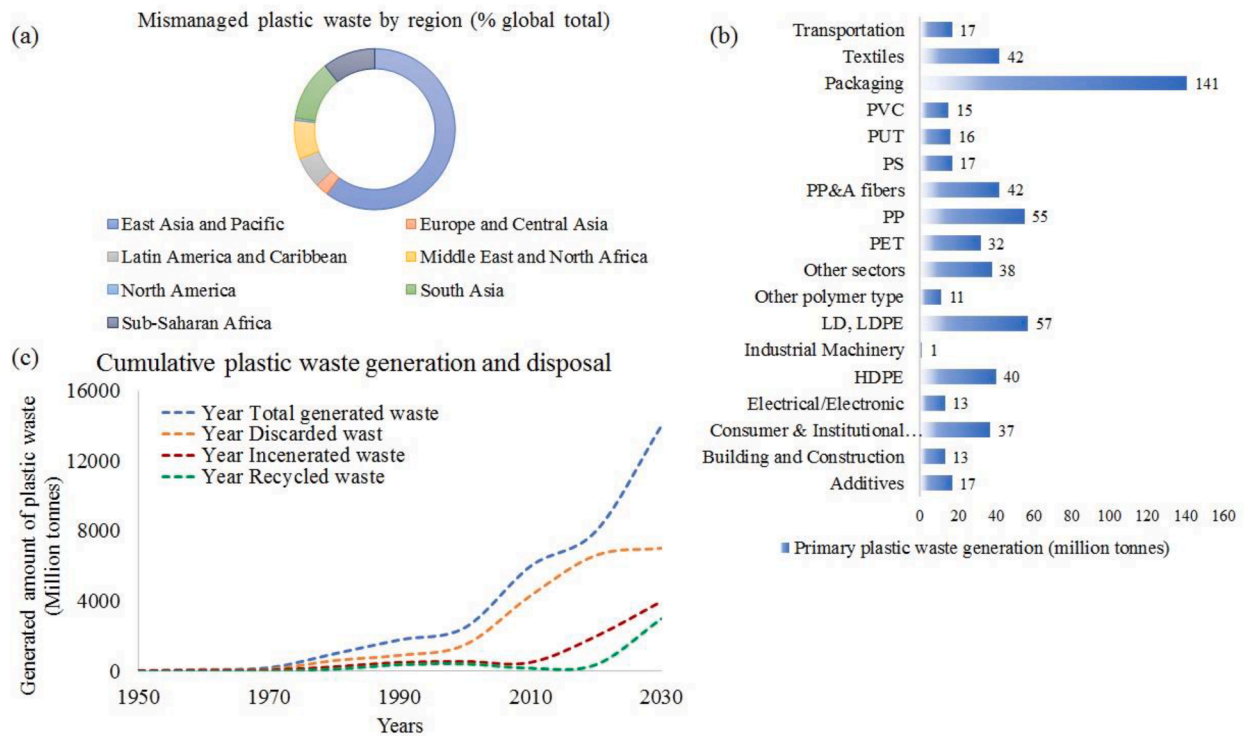 (a)
Mismanaged plastic waste by region (% global total)
East Asia and Pacific
Europe and Central Asia
Latin America and Caribbean
Middle East and North Africa
North America
South Asia
Sub-Saharan Africa
(b)
Transportation 17
Textiles 42
Packaging 141
PVC 15
PUT 16
PS 17
PP&A fibers 42
PP 55
PET 32
Other sectors 38
Other polymer type 11
LD, LDPE 57
Industrial Machinery 1
HDPE 40
Electrical/Electronic 13
Consumer & Institutional… 37
Building and Construction 13
Additives 17
0 20 40 60 80 100 120 140 160
Primary plastic waste generation (million tonnes)
(c)
Cumulative plastic waste generation and disposal
Generated amount of plastic waste
(Million tonnes)
16000
12000
8000
4000
0
Year Total generated waste
Year Discarded wast
Year Incenerated waste
Year Recycled waste
1950 1970 1990 2010 2030
Years